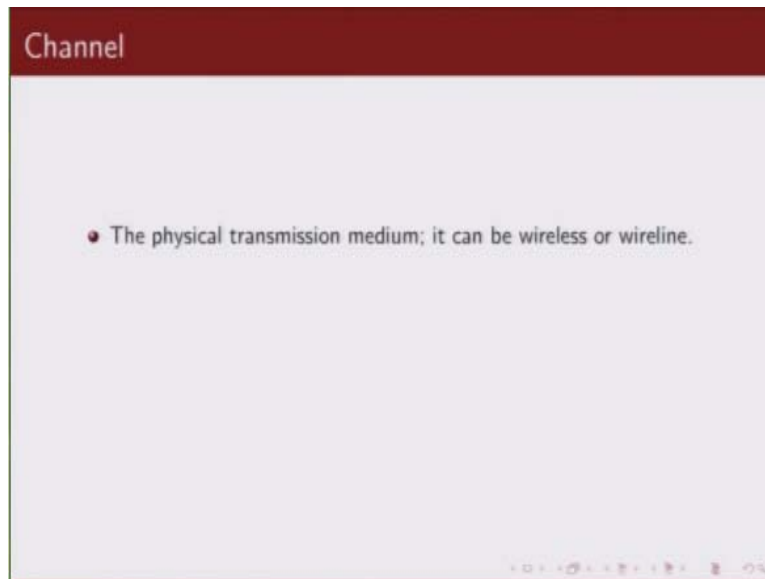 Channel
The physical transmission medium; it can be wireless or wireline.